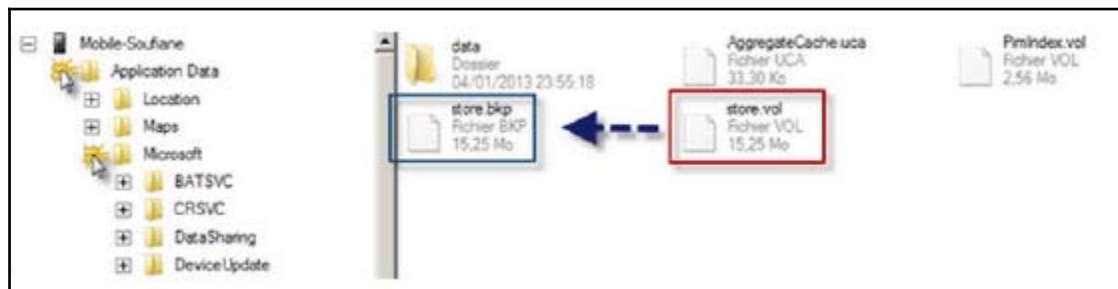 Mobile-Soufiane
Application Data
Location
Maps
Microsoft
BATSVC
CRSVC
DataSharing
DeviceUpdate
data
Dossier
04/01/2013 23:55:18
AggregateCache.uca
Fichier UCA
33,30 Ko
PimIndex.vol
Fichier VOL
2,56 Mo
store.bkp
Fichier BKP
15,25 Mo
store.vol
Fichier VOL
15,25 Mo